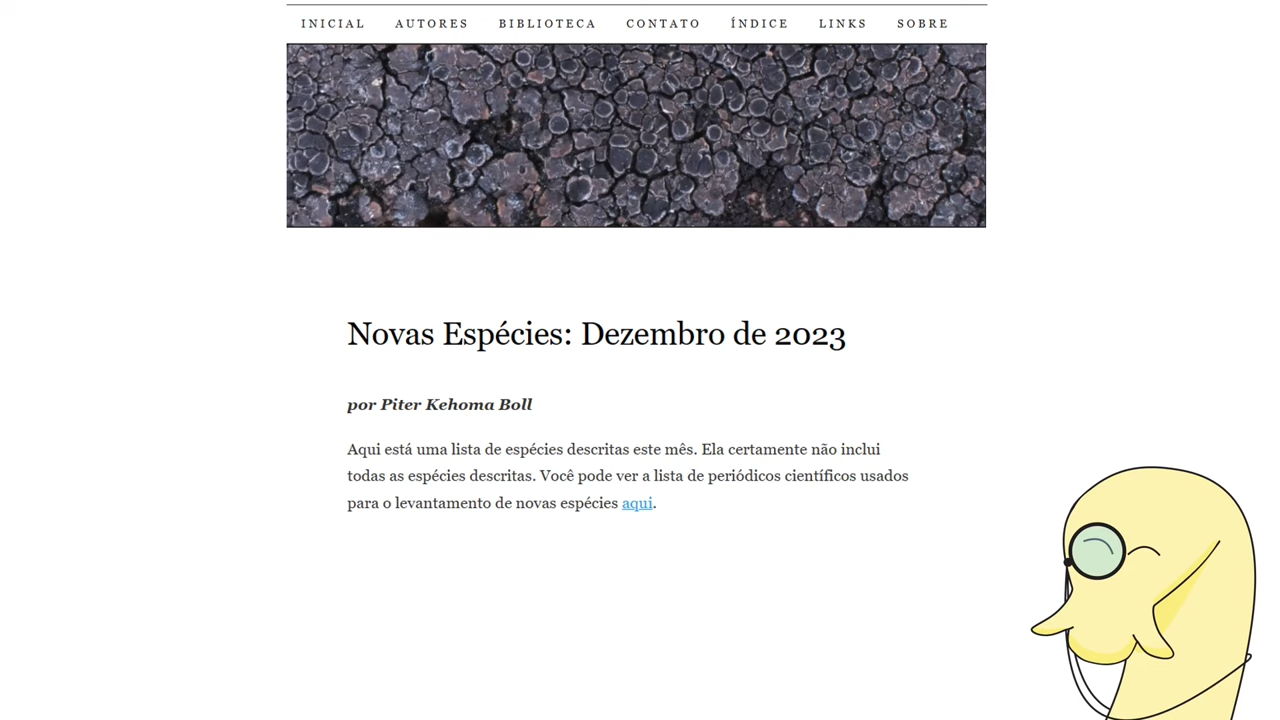 INICIAL AUTORES BIBLIOTECA CONTATO ÍNDICE LINKS SOBRE
Novas Espécies: Dezembro de 2023
por Piter Kehoma Boll
Aqui está uma lista de espécies descritas este mês. Ela certamente não inclui
todas as espécies descritas. Você pode ver a lista de periódicos científicos usados
para o levantamento de novas espécies aqui.